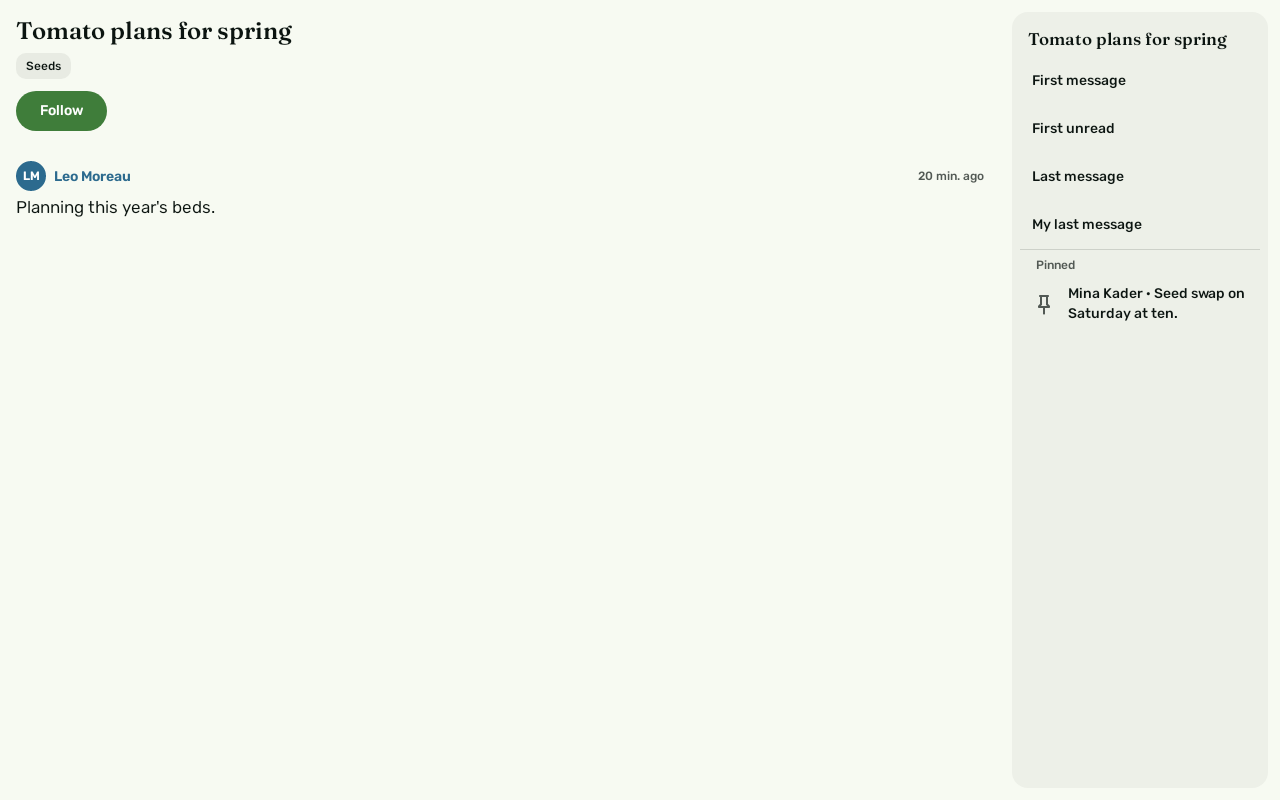 Tomato plans for spring
Seeds
Follow
LM Leo Moreau 20 min. ago
Planning this year's beds.
Tomato plans for spring
First message
First unread
Last message
My last message
Pinned
Mina Kader • Seed swap on
Saturday at ten.